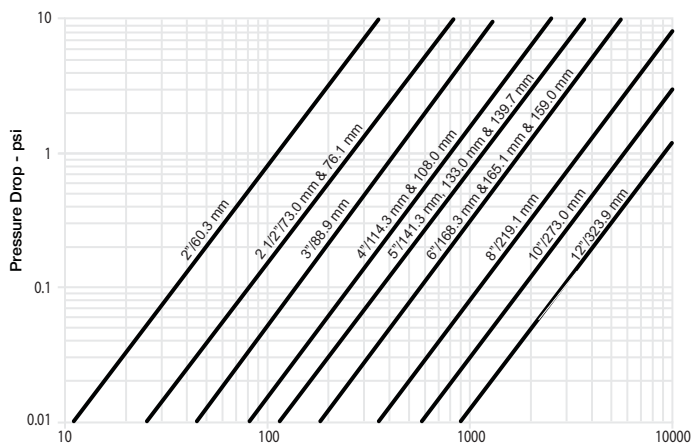 10
1
0.1
0.01
Pressure Drop - psi
2"/60.3 mm
2 1/2"/73.0 mm & 76.1 mm
3"/88.9 mm
4"/114.3 mm & 108.0 mm
5"/141.3 mm, 133.0 mm & 139.7 mm
6"/168.3 mm &165.1 mm & 159.0 mm
8"/219.1 mm
10"/273.0 mm
12"/323.9 mm
10
100
1000
10000